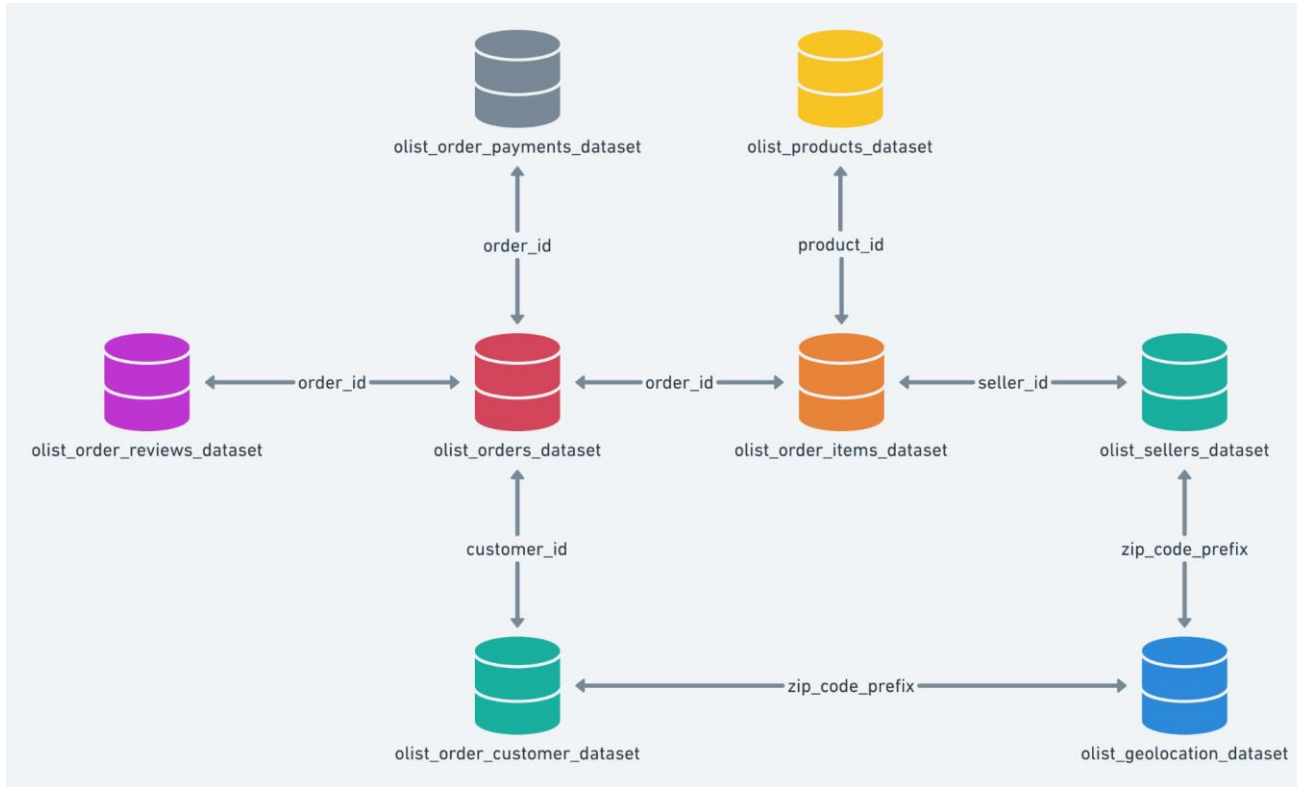 olist_order_payments_dataset
olist_products_dataset
order_id
product_id
order_id
order_id
seller_id
olist_order_reviews_dataset
olist_orders_dataset
olist_order_items_dataset
olist_sellers_dataset
customer_id
zip_code_prefix
zip_code_prefix
olist_order_customer_dataset
olist_geolocation_dataset